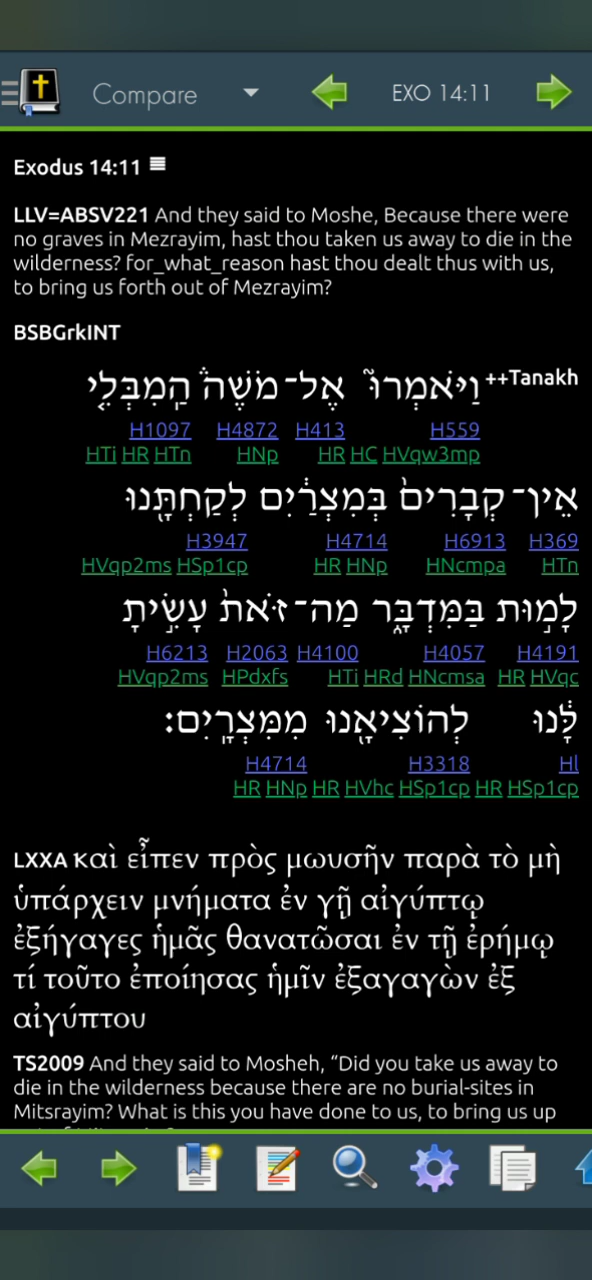 Compare
EXO 14:11
Exodus 14:11
LLV=ABSV221 And they said to Moshe, Because there were
no graves in Mezrayim, hast thou taken us away to die in the
wilderness? for_what_reason hast thou dealt thus with us,
to bring us forth out of Mezrayim?
BSBGrkINT
++Tanakh וַיֹּאמְרוּ֮ אֶל־מֹשֶׁה֒ הֲֽמִבְּלִ֤י
H1097 H4872 H413 H559
HTi HR HTn HNp HR HC HVqw3mp
אֵין־קְבָרִים֙ בְּמִצְרַ֔יִם לְקַחְתָּ֖נוּ
H3947 H4714 H6913 H369
HVqp2ms HSp1cp HR HNp HNcmpa HTn
לָמ֣וּת בַּמִּדְבָּ֑ר מַה־זֹּאת֙ עָשִׂ֣יתָ
H6213 H2063 H4100 H4057 H4191
HVqp2ms HPdxfs HTi HRd HNcmsa HR HVqc
לָּ֔נוּ לְהוֹצִיאָ֖נוּ מִמִּצְרָֽיִם׃
H4714 H3318 Hl
HR HNp HR HVhc HSp1cp HR HSp1cp
LXXA καὶ εἶπεν πρὸς μωυσῆν παρὰ τὸ μὴ
ὑπάρχειν μνήματα ἐν γῇ αἰγύπτῳ
ἐξήγαγες ἡμᾶς θανατῶσαι ἐν τῇ ἐρήμῳ
τί τοῦτο ἐποίησας ἡμῖν ἐξαγαγὼν ἐξ
αἰγύπτου
TS2009 And they said to Mosheh, “Did you take us away to
die in the wilderness because there are no burial-sites in
Mitsrayim? What is this you have done to us, to bring us up